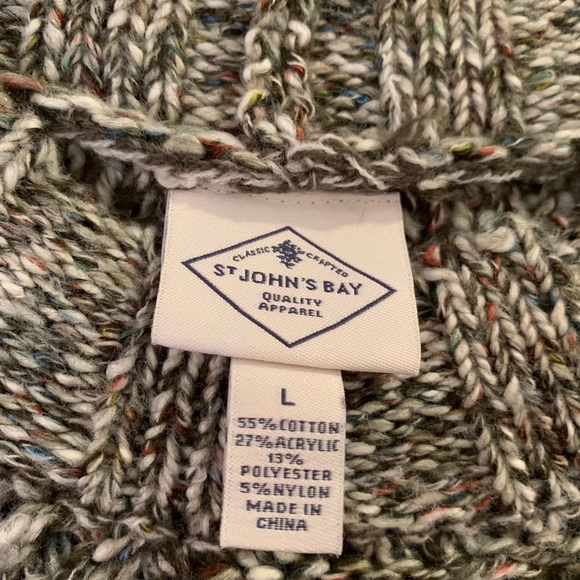 CLASSIC CRAFTED
ST JOHN'S BAY
QUALITY
APPAREL
L
55% COTTON
27% ACRYLIC
13%
POLYESTER
5% NYLON
MADE IN
CHINA